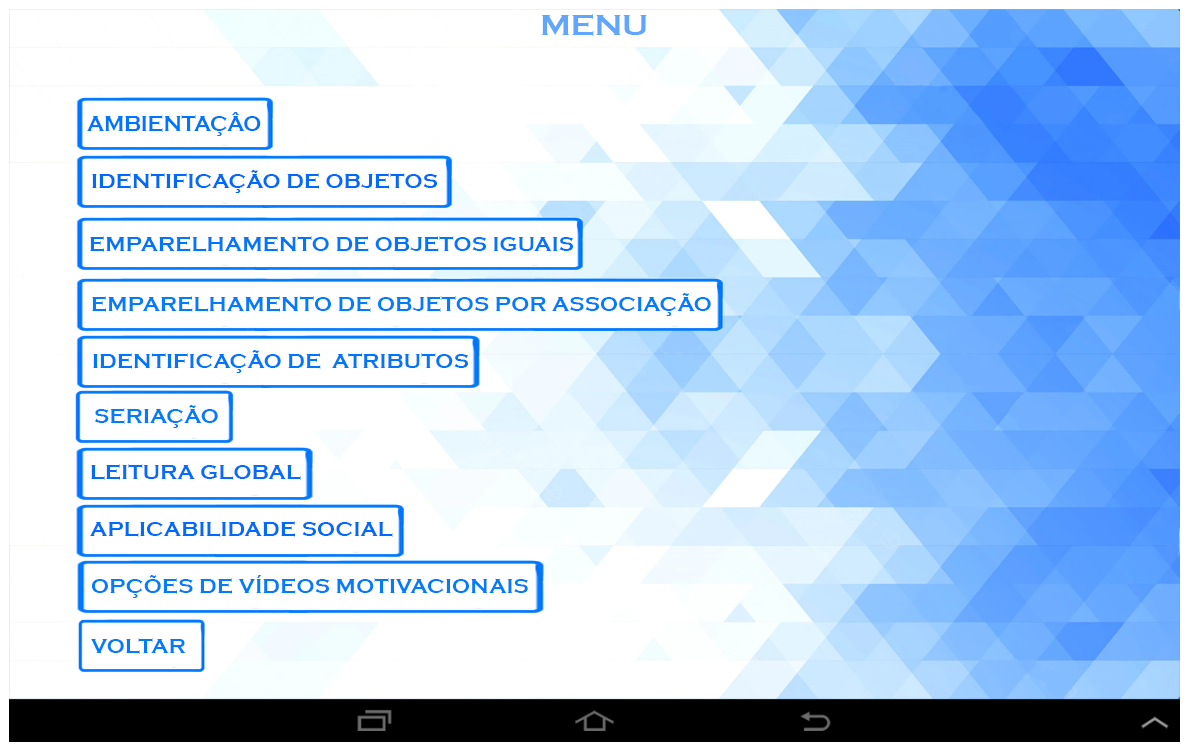 MENU
AMBIENTAÇÂO
IDENTIFICAÇÃO DE OBJETOS
EMPARELHAMENTO DE OBJETOS IGUAIS
EMPARELHAMENTO DE OBJETOS POR ASSOCIAÇÃO
IDENTIFICAÇÃO DE ATRIBUTOS
SERIAÇÃO
LEITURA GLOBAL
APLICABILIDADE SOCIAL
OPÇÕES DE VÍDEOS MOTIVACIONAIS
VOLTAR